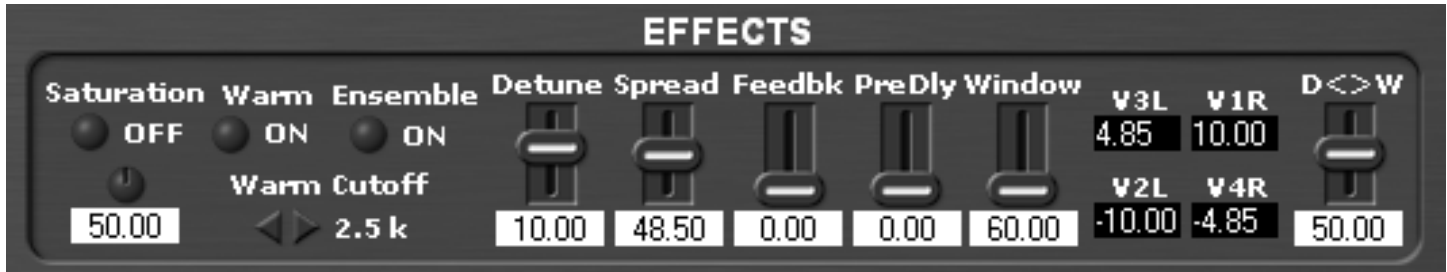 EFFECTS
Saturation Warm Ensemble Detune Spread Feedbk PreDly Window V3L V1R D<>W
OFF ON ON 4.85 10.00
Warm Cutoff V2L V4R
50.00 2.5 k 10.00 48.50 0.00 0.00 60.00 -10.00 -4.85 50.00